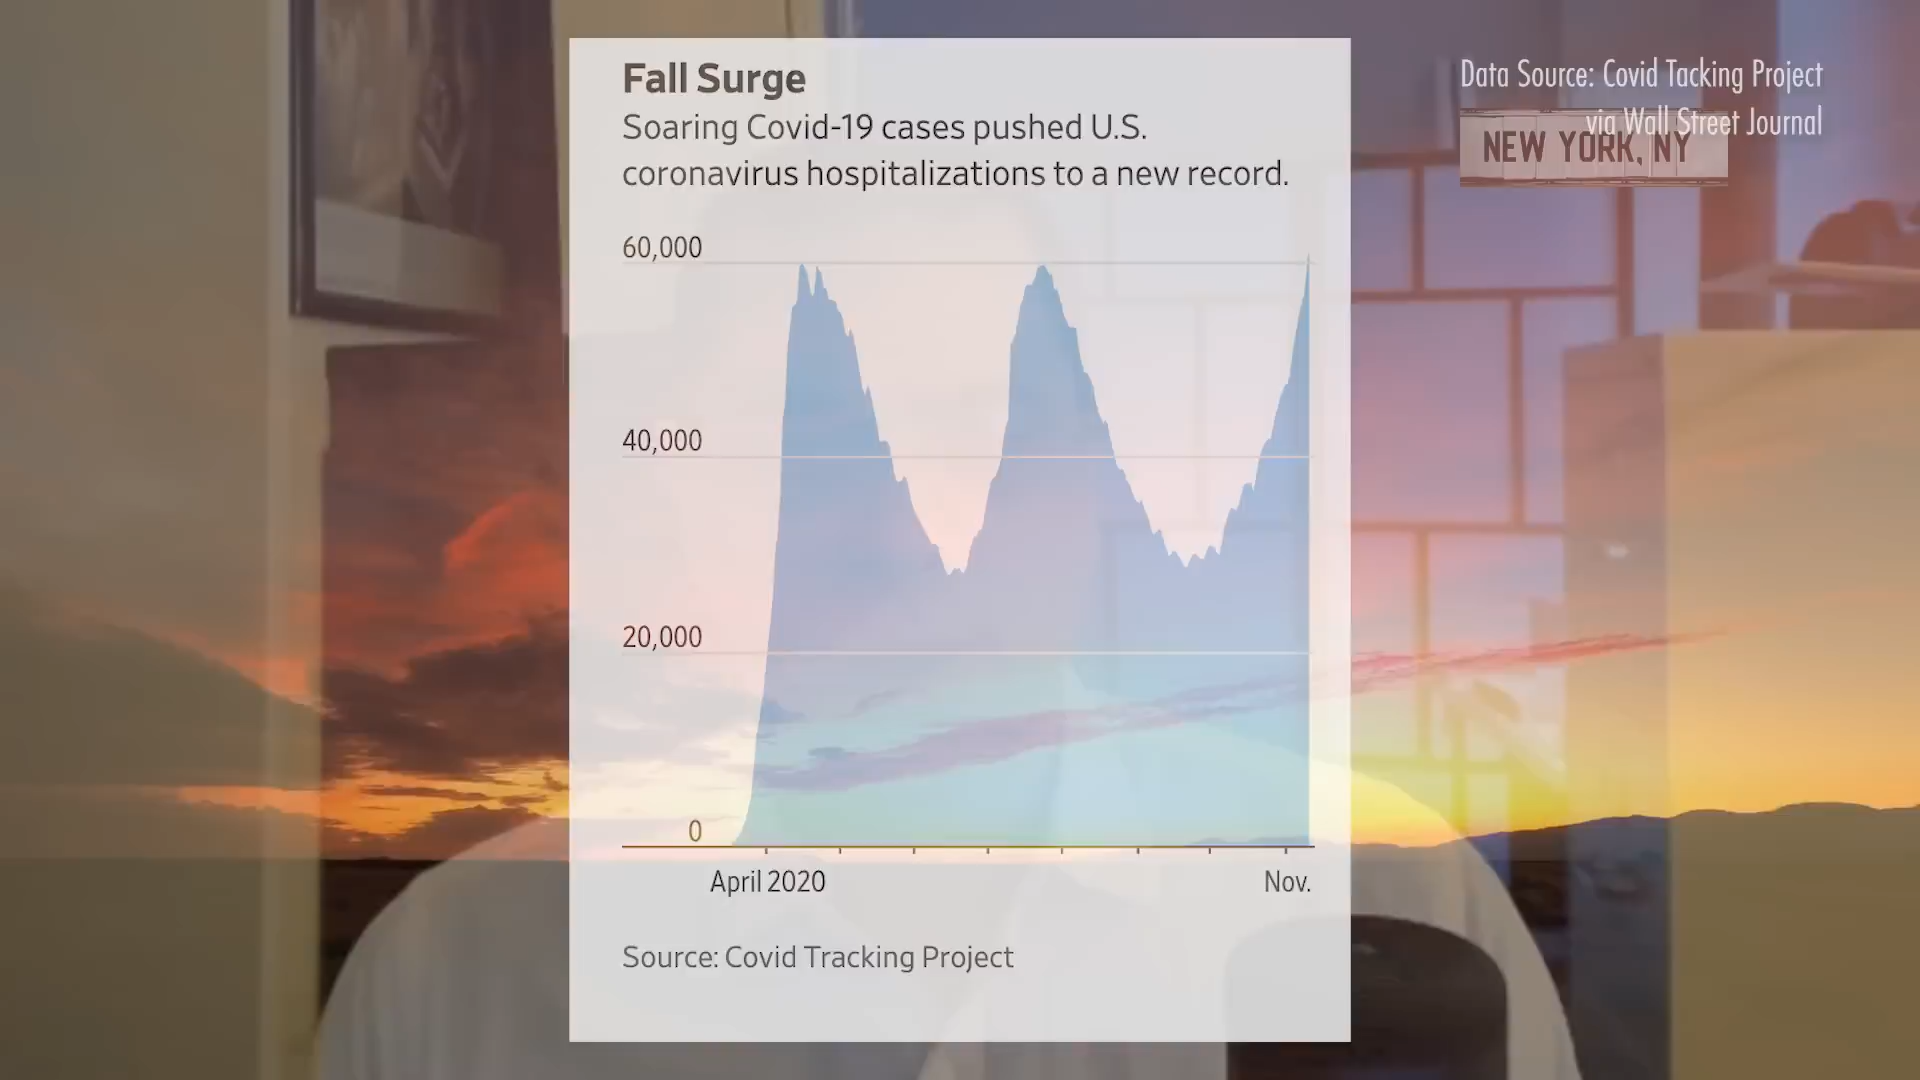 Fall Surge
Soaring Covid-19 cases pushed U.S.
coronavirus hospitalizations to a new record.
60,000
40,000
20,000
0
April 2020
Nov.
Source: Covid Tracking Project
Data Source: Covid Tacking Project
via Wall Street Journal
NEW YORK, NY